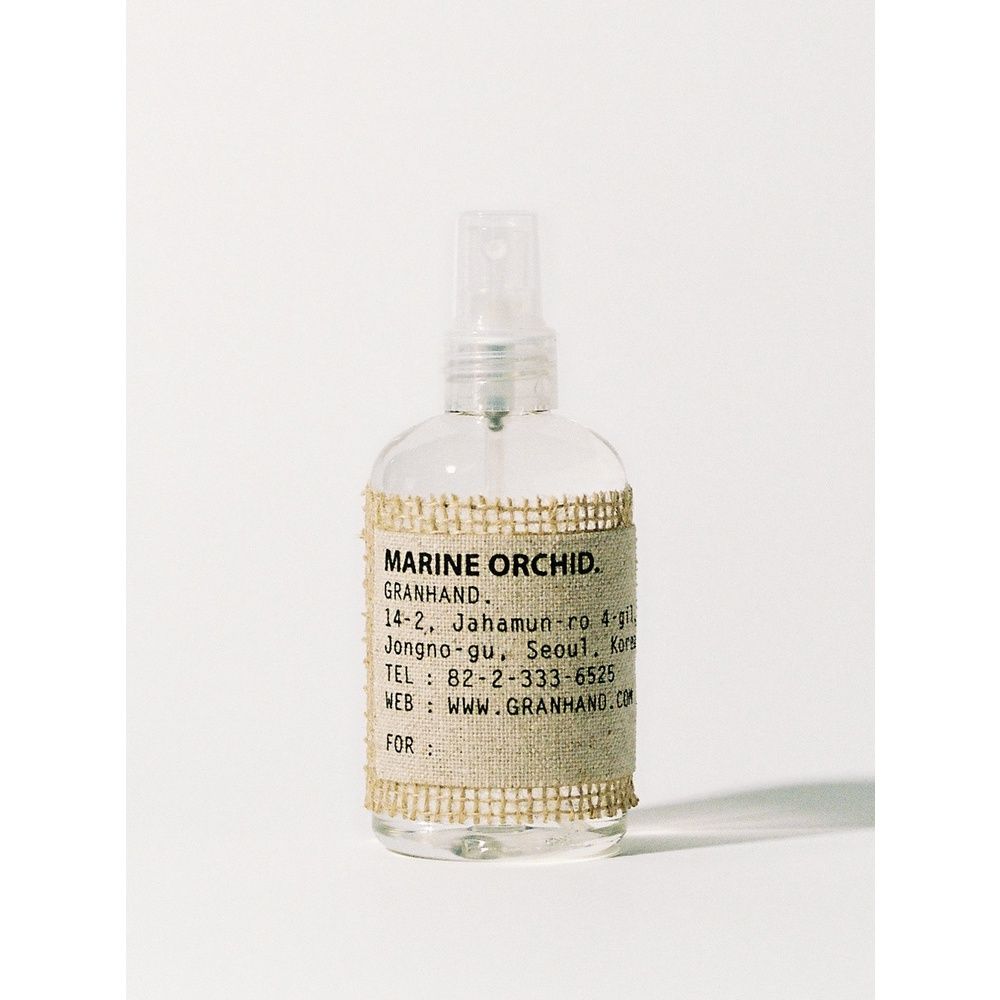 MARINE ORCHID.
GRANHAND.
14-2, Jahamun-ro 4-gil,
Jongno-gu, Seoul. Korea
TEL : 82-2-333-6525
WEB : WWW.GRANHAND.COM
FOR :